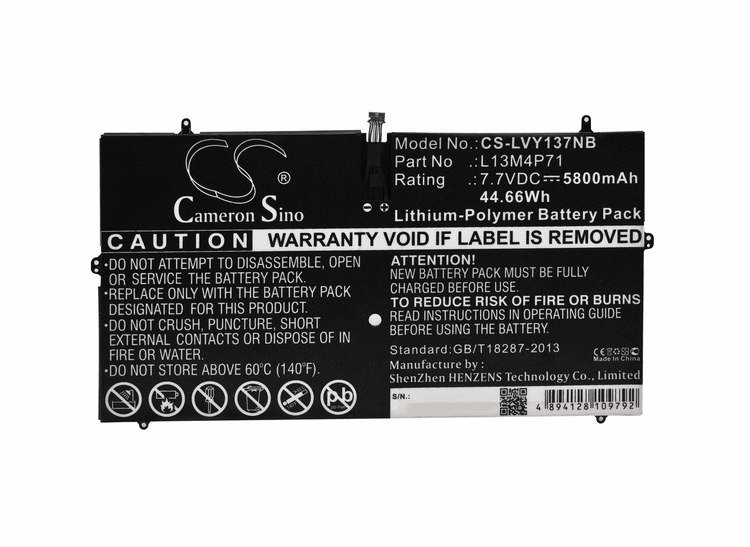 CS
®
Cameron Sino
Model No. :CS-LVY137NB
Part No :L13M4P71
Rating :7.7VDC⎓5800mAh
44.66Wh
Lithium-Polymer Battery Pack
- +
CAUTION
WARRANTY VOID IF LABEL IS REMOVED
•DO NOT ATTEMPT TO DISASSEMBLE, OPEN
OR SERVICE THE BATTERY PACK.
•REPLACE ONLY WITH THE BATTERY PACK
DESIGNATED FOR THIS PRODUCT.
•DO NOT CRUSH, PUNCTURE, SHORT
EXTERNAL CONTACTS OR DISPOSE OF IN
FIRE OR WATER.
•DO NOT STORE ABOVE 60°C (140°F).
ATTENTION:
NEW BATTERY PACK MUST BE FULLY
CHARGED BEFORE USE.
TO REDUCE RISK OF FIRE OR BURNS
READ INSTRUCTIONS IN OPERATING GUIDE
BEFORE USING THE BATTERY PACK.
Standard:GB/T18287-2013
Manufacturer By :
ShenZhen HENZENS Technology Co., Limited
Pb
S/N.:
4 894128 109792